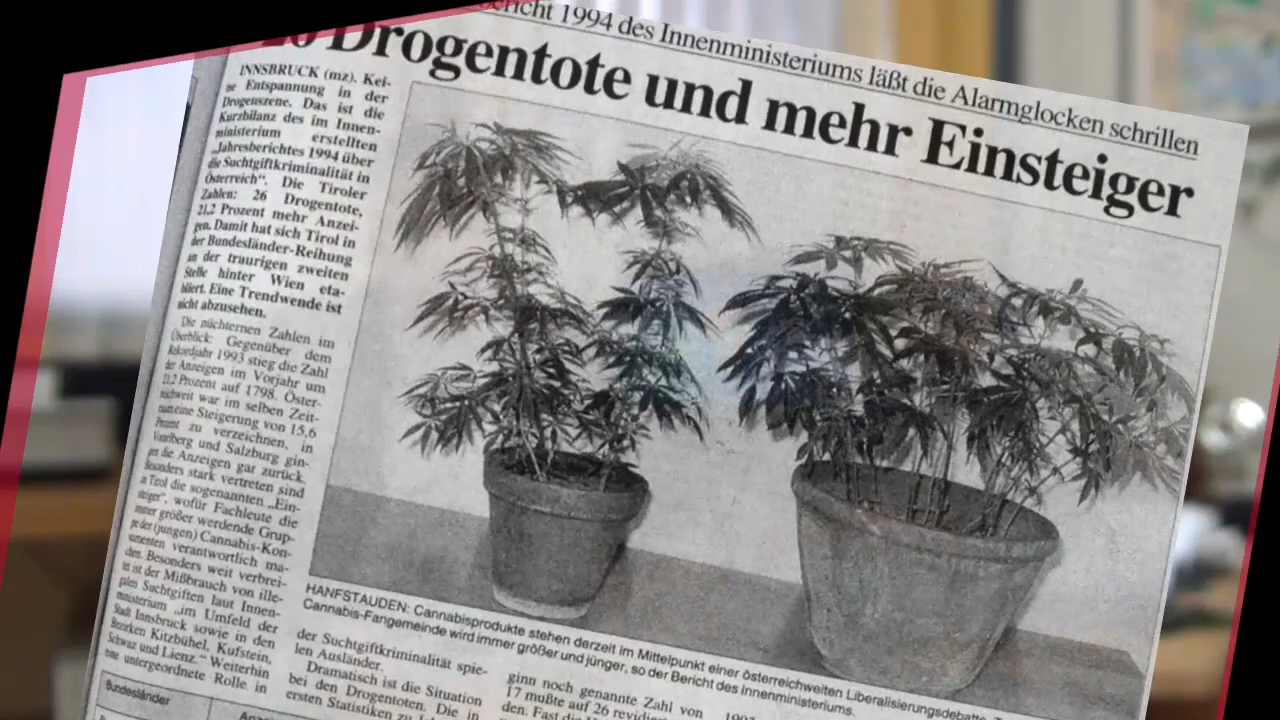 bericht 1994 des Innenministeriums läßt die Alarmglocken schrillen
26 Drogentote und mehr Einsteiger
INNSBRUCK (mz). Kei-
ne Entspannung in der
Drogenszene. Das ist die
Kurzbilanz des im Innen-
ministerium erstellten
„Jahresberichtes 1994 über
die Suchtgiftkriminalität in
Österreich“. Die Tiroler
Zahlen: 26 Drogentote,
21,2 Prozent mehr Anzei-
gen. Damit hat sich Tirol in
der Bundesländer-Reihung
an der traurigen zweiten
Stelle hinter Wien eta-
bliert. Eine Trendwende ist
nicht abzusehen.
Die nüchternen Zahlen im
Überblick: Gegenüber dem
Rekordjahr 1993 stieg die Zahl
der Anzeigen im Vorjahr um
21,2 Prozent auf 1798. Öster-
reichweit war im selben Zeit-
raum eine Steigerung von 15,6
Prozent zu verzeichnen, in
Vorarlberg und Salzburg gin-
gen die Anzeigen gar zurück.
Besonders stark vertreten sind
in Tirol die sogenannten „Ein-
steiger“, wofür Fachleute die
immer größer werdende Grup-
pe der (jungen) Cannabis-Kon-
sumenten verantwortlich ma-
chen. Besonders weit verbrei-
tet ist der Mißbrauch von ille-
galen Suchtgiften laut Innen-
ministerium „im Umfeld der
Stadt Innsbruck sowie in den
Bezirken Kitzbühel, Kufstein,
Schwaz und Lienz.“ Weiterhin
eine untergeordnete Rolle in
HANFSTAUDEN: Cannabisprodukte stehen derzeit im Mittelpunkt einer österreichweiten Liberalisierungsdebatte.
Cannabis-Fangemeinde wird immer größer und jünger, so der Bericht des Innenministeriums.
der Suchtgiftkriminalität spie-
len Ausländer.
Dramatisch ist die Situation
bei den Drogentoten. Die in
ersten Statistiken zu
ginn noch genannte Zahl von
17 mußte auf 26 revidiert
den. Fast die
Bundesländer